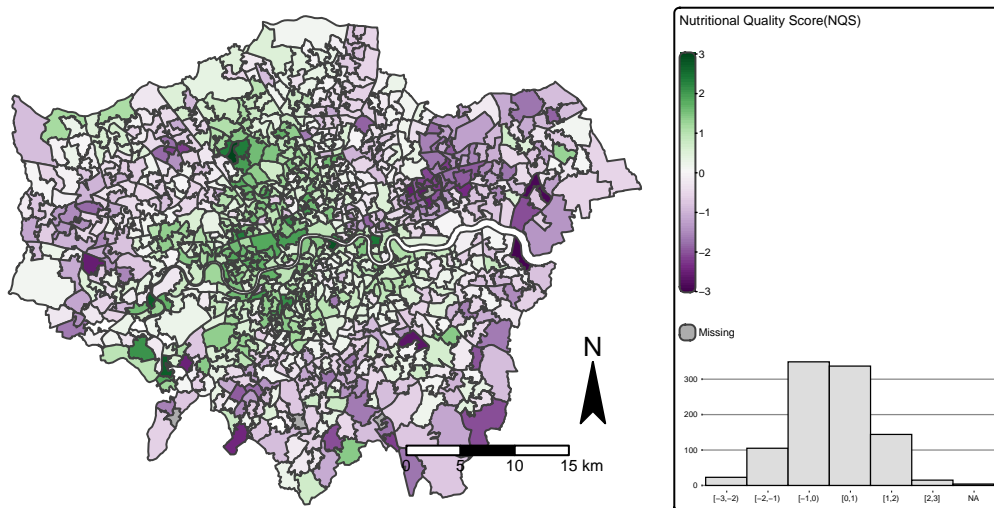 Nutritional Quality Score(NQS)
3
2
1
0
−1
−2
−3
Missing
N
0 5 10 15 km
300
200
100
0
[−3,−2) [−2,−1) [−1,0) [0,1) [1,2) [2,3] NA